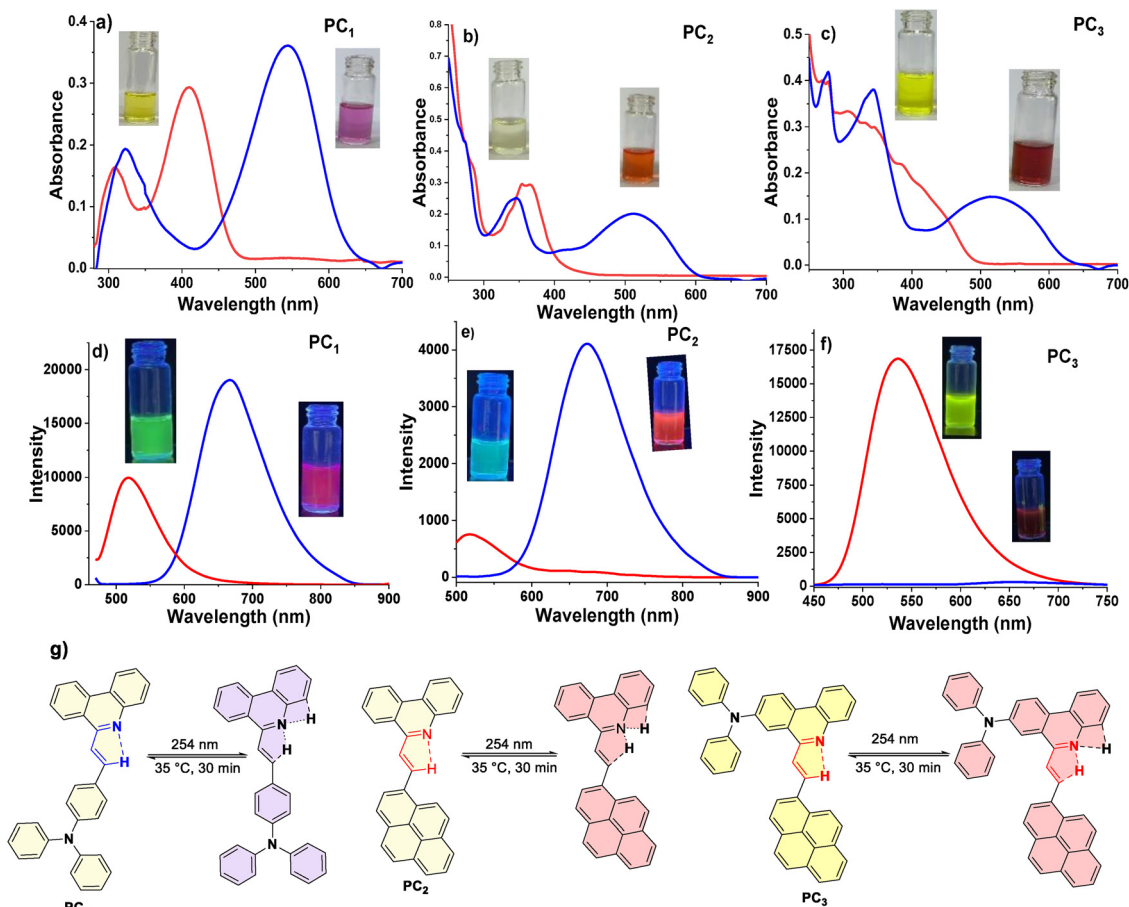 a)
PC1
0.4
0.3
0.2
0.1
0.0
Absorbance
300 400 500 600 700
Wavelength (nm)
b)
PC2
0.8
0.7
0.6
0.5
0.4
0.3
0.2
0.1
0.0
Absorbance
300 400 500 600 700
Wavelength (nm)
c)
PC3
0.5
0.4
0.3
0.2
0.1
0.0
Absorbance
300 400 500 600 700
Wavelength (nm)
d)
PC1
20000
15000
10000
5000
0
Intensity
500 600 700 800 900
Wavelength (nm)
e)
PC2
4000
3000
2000
1000
0
Intensity
500 600 700 800 900
Wavelength (nm)
f)
PC3
17500
15000
12500
10000
7500
5000
2500
0
Intensity
450 500 550 600 650 700 750
Wavelength (nm)
g)
N
H
N
254 nm
35 °C, 30 min
N
H
H
N
N
H
PC2
254 nm
35 °C, 30 min
N
H
H
N
N
H
PC3
254 nm
35 °C, 30 min
N
N
H
H